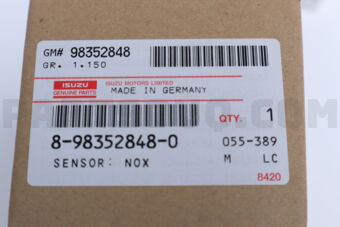 GM# 98352848
GR. 1.150
ISUZU
GENUINE PARTS
ISUZU MOTORS LIMITED
MADE IN GERMANY
QTY. 1
8-98352848-0
055-389
SENSOR: NOX
M LC
8420